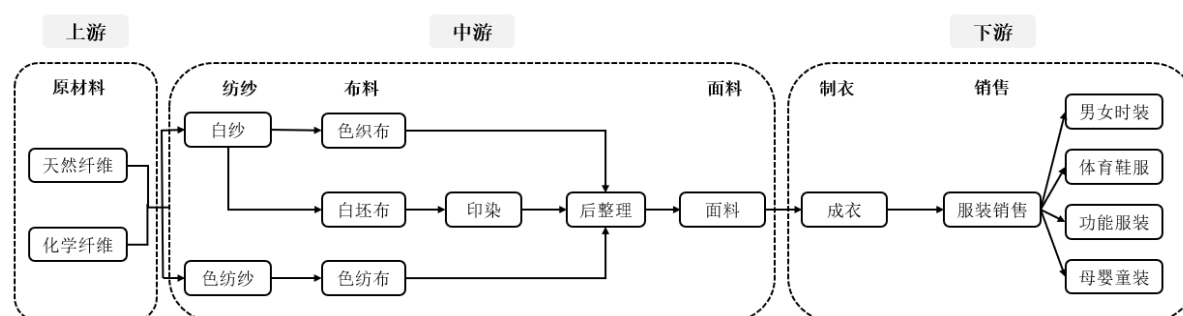 上游
中游
下游
原材料
纺纱
布料
面料
制衣
销售
白纱
色织布
男女时装
天然纤维
体育鞋服
白坯布
印染
后整理
面料
成衣
服装销售
功能服装
化学纤维
色纺纱
色纺布
母婴童装